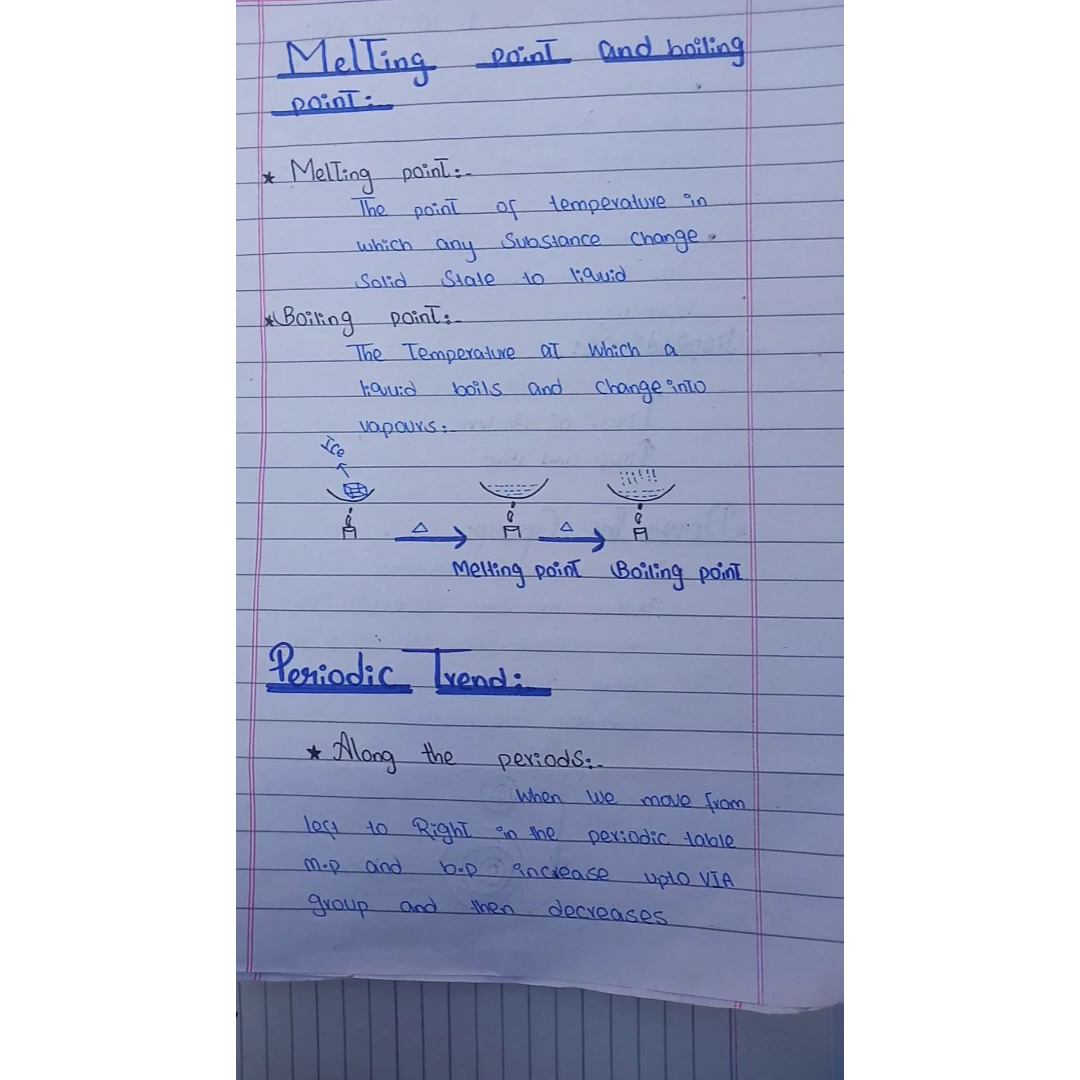 Melting point and boiling
point:-
* Melting point:-
The point of temperature in
which any Substance change
Solid State to liquid
* Boiling point:-
The Temperature at which a
liquid boils and change into
vapours:-
Ice
Δ Δ
Melting point Boiling point
Periodic Trend:-
* Along the periods:-
When we move from
left to Right in the periodic table
m.p and b.p increase upto VIA
group and then decreases